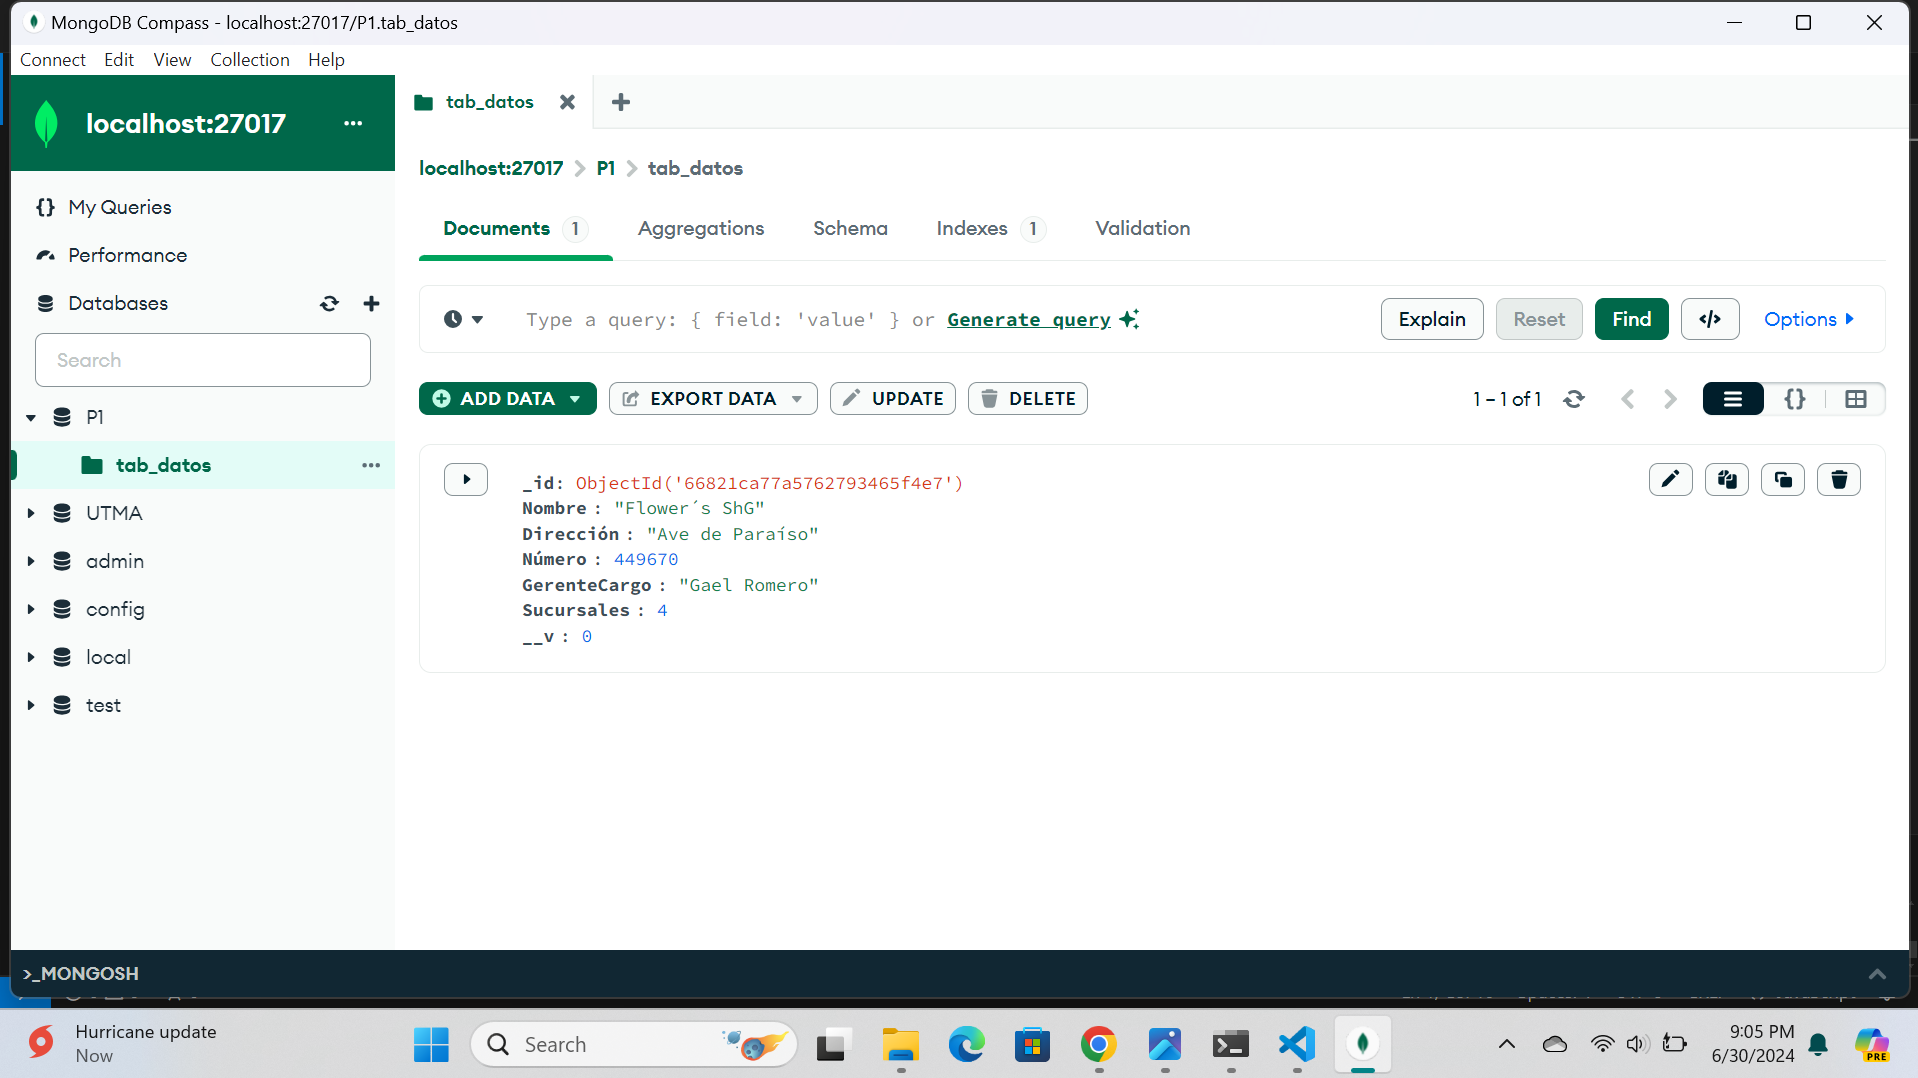 MongoDB Compass - localhost:27017/P1.tab_datos
Connect Edit View Collection Help
localhost:27017 ...
tab_datos
localhost:27017 > P1 > tab_datos
{} My Queries
Performance
Databases
Search
P1
tab_datos ...
UTMA
admin
config
local
test
Documents 1 Aggregations Schema Indexes 1 Validation
Type a query: { field: 'value' } or Generate query
Explain Reset Find </> Options
ADD DATA EXPORT DATA UPDATE DELETE
1 – 1 of 1 {}
_id: ObjectId('66821ca77a5762793465f4e7')
Nombre : "Flower´s ShG"
Dirección : "Ave de Paraíso"
Número : 449670
GerenteCargo : "Gael Romero"
Sucursales : 4
__v : 0
>_MONGOSH
Hurricane update
Now
Search
9:05 PM
6/30/2024
PRE